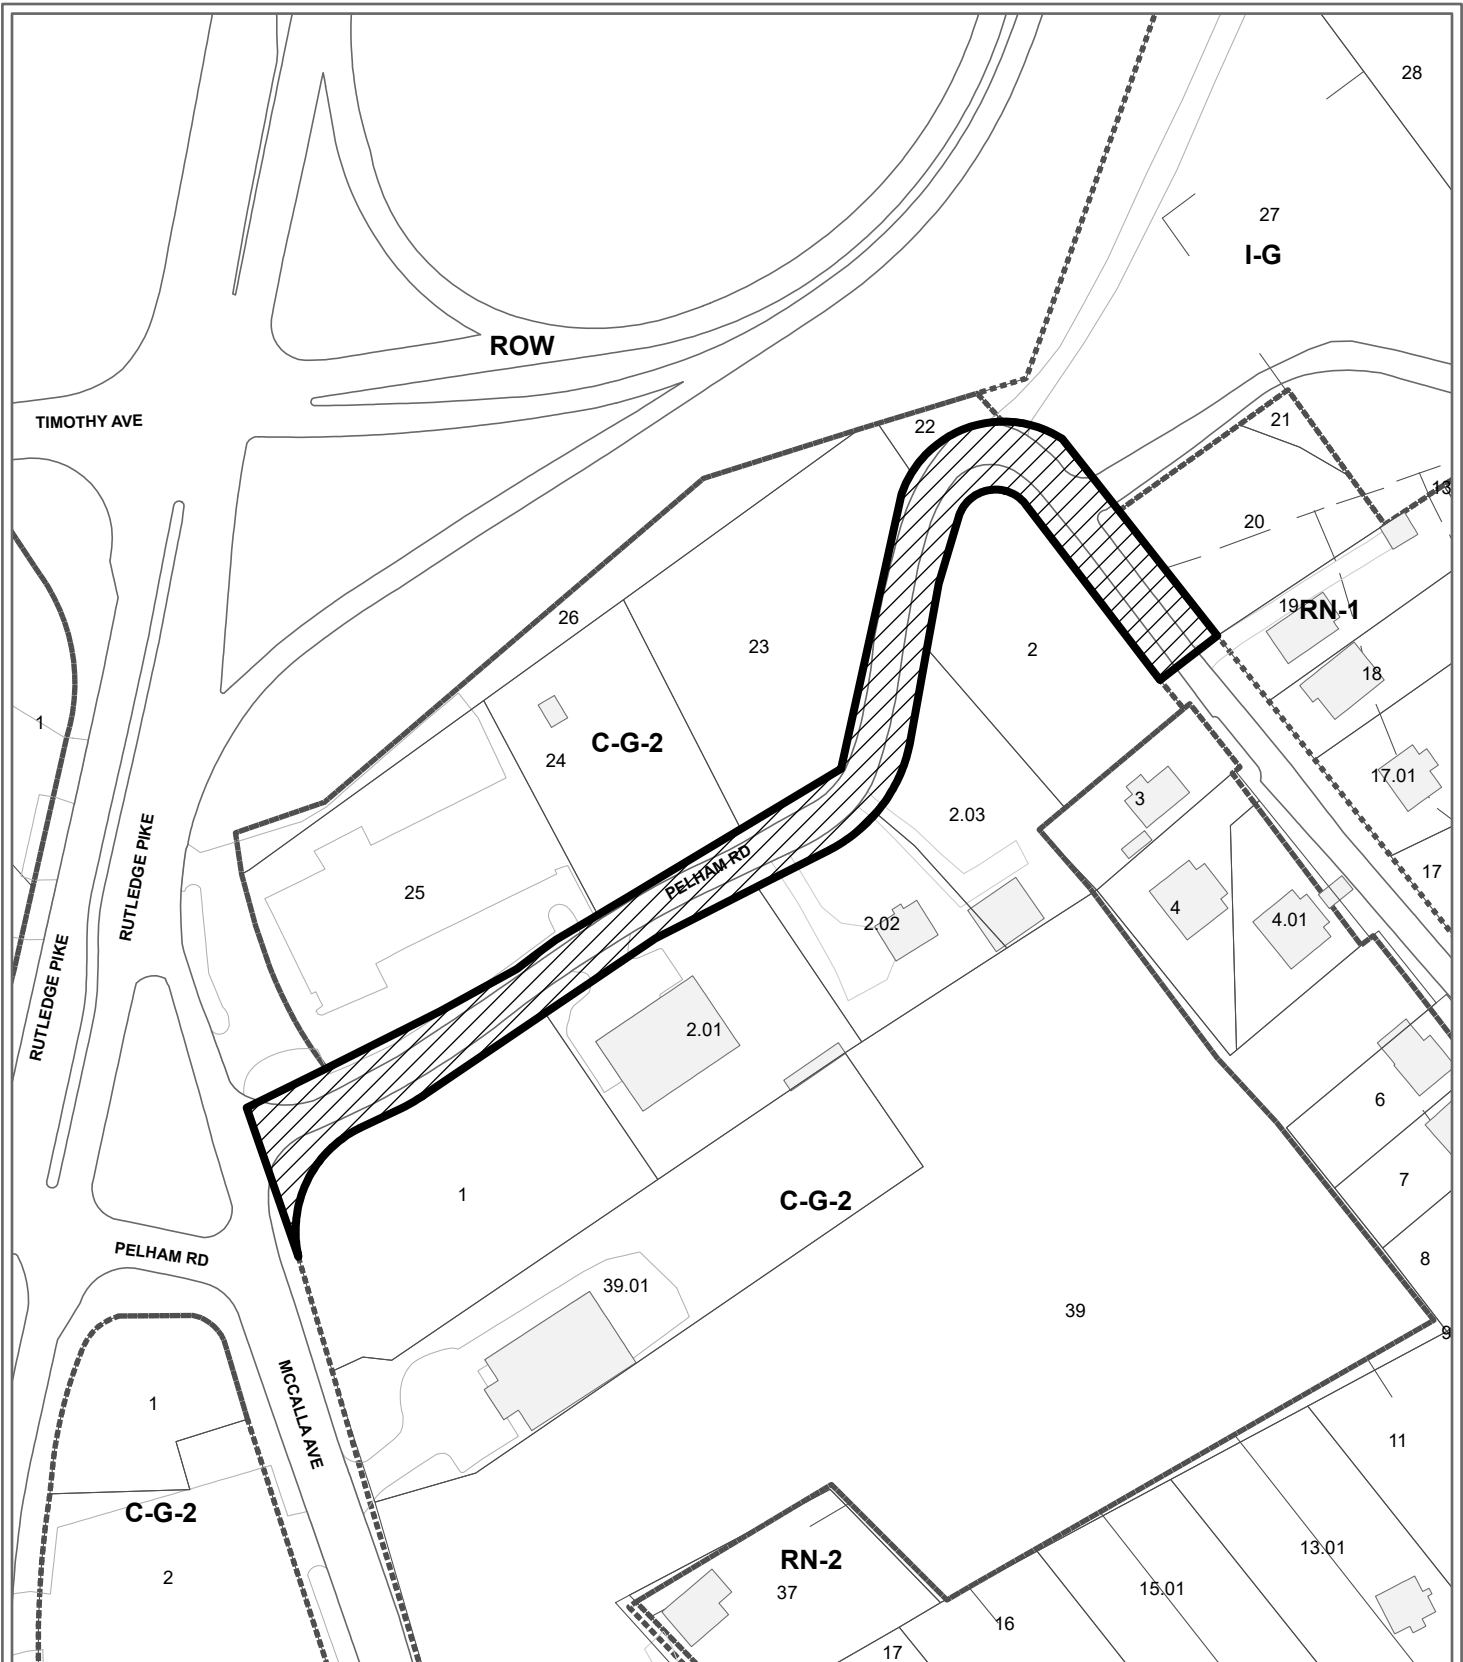 28
27
I-G
ROW
TIMOTHY AVE
22
21
13
20
26
19
RN-1
23
2
18
1
C-G-2
24
17.01
3
2.03
RUTLEDGE PIKE
PELHAM RD
17
25
4
4.01
2.02
RUTLEDGE PIKE
2.01
6
7
1
C-G-2
PELHAM RD
8
39.01
39
9
MCCALLA AVE
1
11
C-G-2
13.01
RN-2
2
37
15.01
16
17